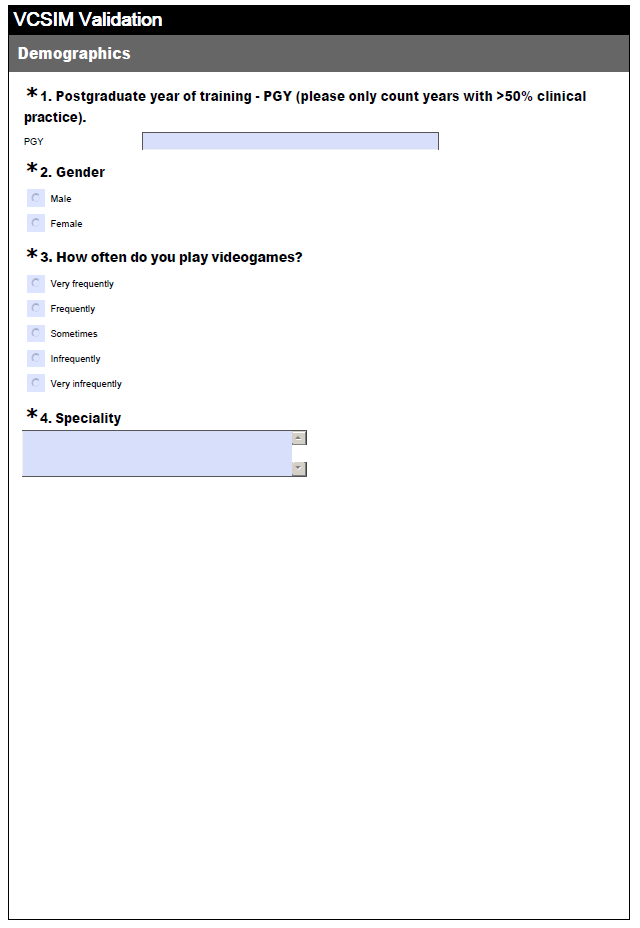 VCSIM Validation
Demographics
*1. Postgraduate year of training - PGY (please only count years with >50% clinical
practice).
PGY
*2. Gender
Male
Female
*3. How often do you play videogames?
Very frequently
Frequently
Sometimes
Infrequently
Very infrequently
*4. Speciality